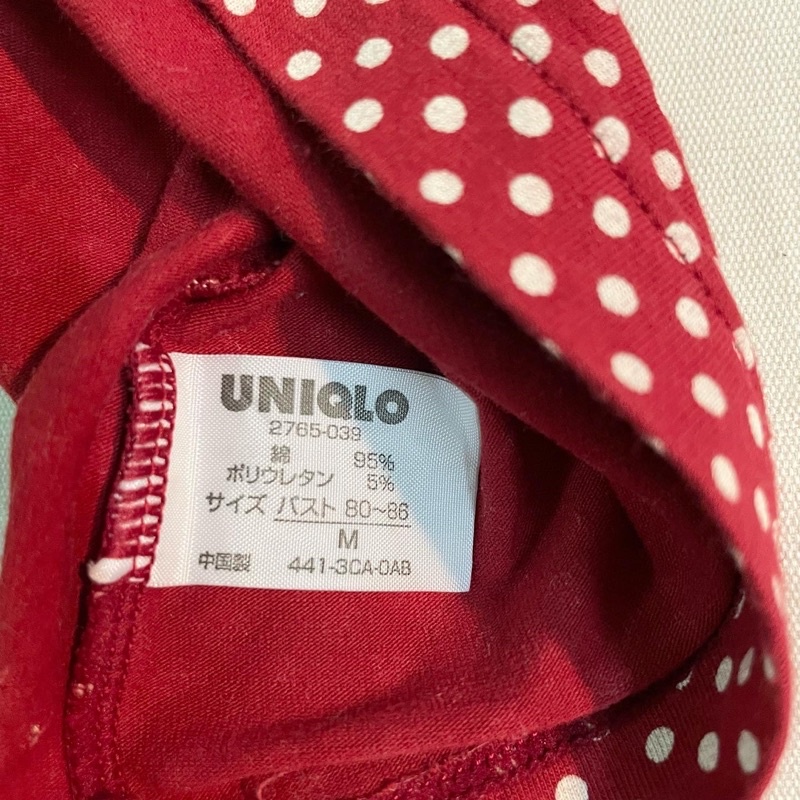 UNIQLO
2765-039
綿 95%
ポリウレタン 5%
サイズ バスト 80~86
M
中国製 441-3CA-0AB